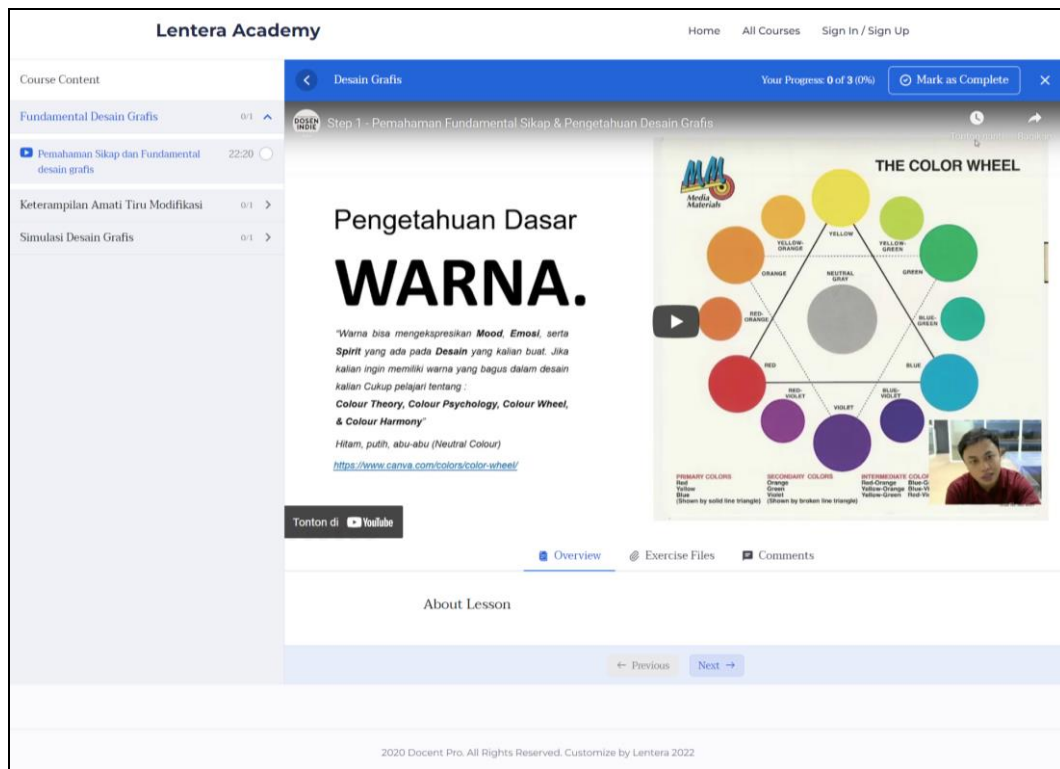 Lentera Academy
Home All Courses Sign In / Sign Up
Course Content
Fundamental Desain Grafis 0/1
Pemahaman Sikap dan Fundamental desain grafis 22:20
Keterampilan Amati Tiru Modifikasi 0/1
Simulasi Desain Grafis 0/1
Desain Grafis
Your Progress: 0 of 3 (0%)
Mark as Complete
DOSEN
INDIE
Step 1 - Pemahaman Fundamental Sikap & Pengetahuan Desain Grafis
Pengetahuan Dasar
WARNA.
"Warna bisa mengekspresikan Mood, Emosi, serta
Spirit yang ada pada Desain yang kalian buat. Jika
kalian ingin memiliki warna yang bagus dalam desain
kalian Cukup pelajari tentang :
Colour Theory, Colour Psychology, Colour Wheel,
& Colour Harmony"
Hitam, putih, abu-abu (Neutral Colour)
https://www.canva.com/colors/color-wheel/
MM
Media
Materials
THE COLOR WHEEL
YELLOW
YELLOW-
ORANGE
YELLOW-
GREEN
ORANGE
NEUTRAL
GRAY
GREEN
RED-
ORANGE
BLUE-
GREEN
RED
BLUE
RED-
VIOLET
VIOLET
BLUE-
VIOLET
PRIMARY COLORS
Red
Yellow
Blue
(Shown by solid line triangle)
SECONDARY COLORS
Orange
Green
Violet
(Shown by broken line triangle)
INTERMEDIATE
Red-Orange
Yellow-Orange
Yellow-Green
Tonton di YouTube
Overview Exercise Files Comments
About Lesson
← Previous Next →
2020 Docent Pro. All Rights Reserved. Customize by Lentera 2022